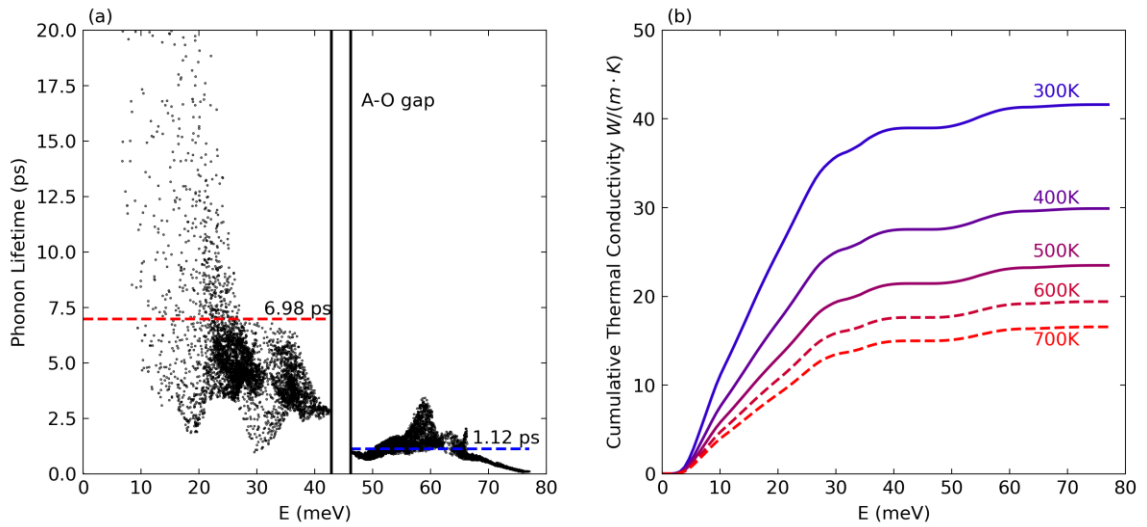 (a)
20.0
17.5
15.0
12.5
10.0
7.5
5.0
2.5
0.0
Phonon Lifetime (ps)
A-O gap
6.98 ps
1.12 ps
0 10 20 30 40 50 60 70 80
E (meV)
(b)
50
40
30
20
10
0
Cumulative Thermal Conductivity W/(m · K)
300K
400K
500K
600K
700K
0 10 20 30 40 50 60 70 80
E (meV)